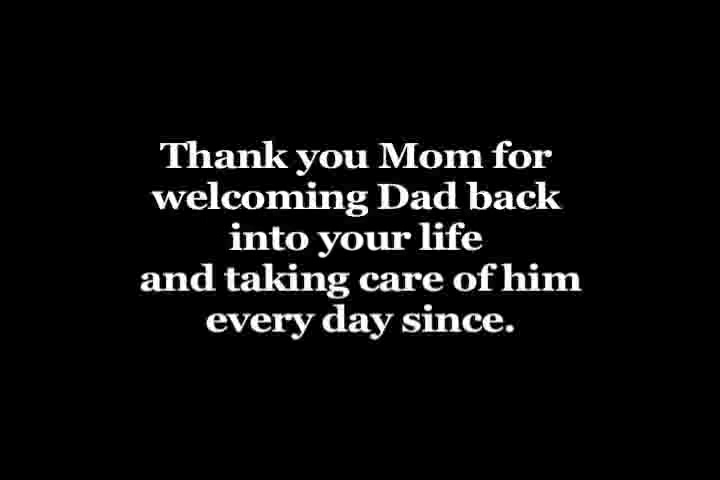 Thank you Mom for
welcoming Dad back
into your life
and taking care of him
every day since.